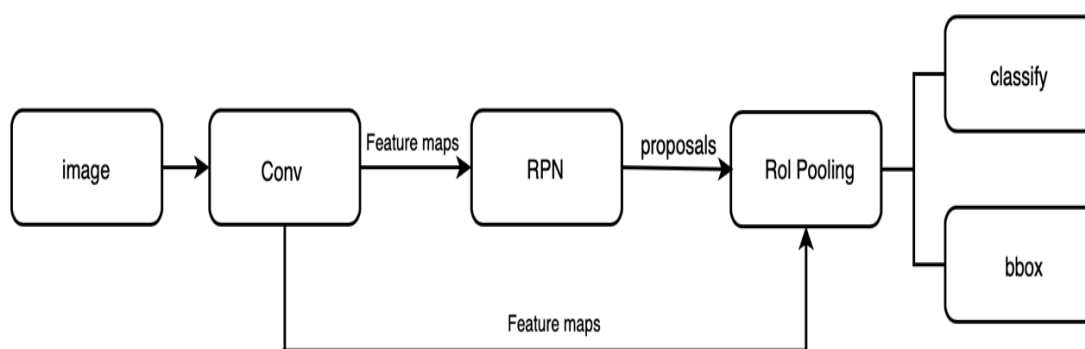 image
Conv
Feature maps
RPN
proposals
RoI Pooling
classify
bbox
Feature maps